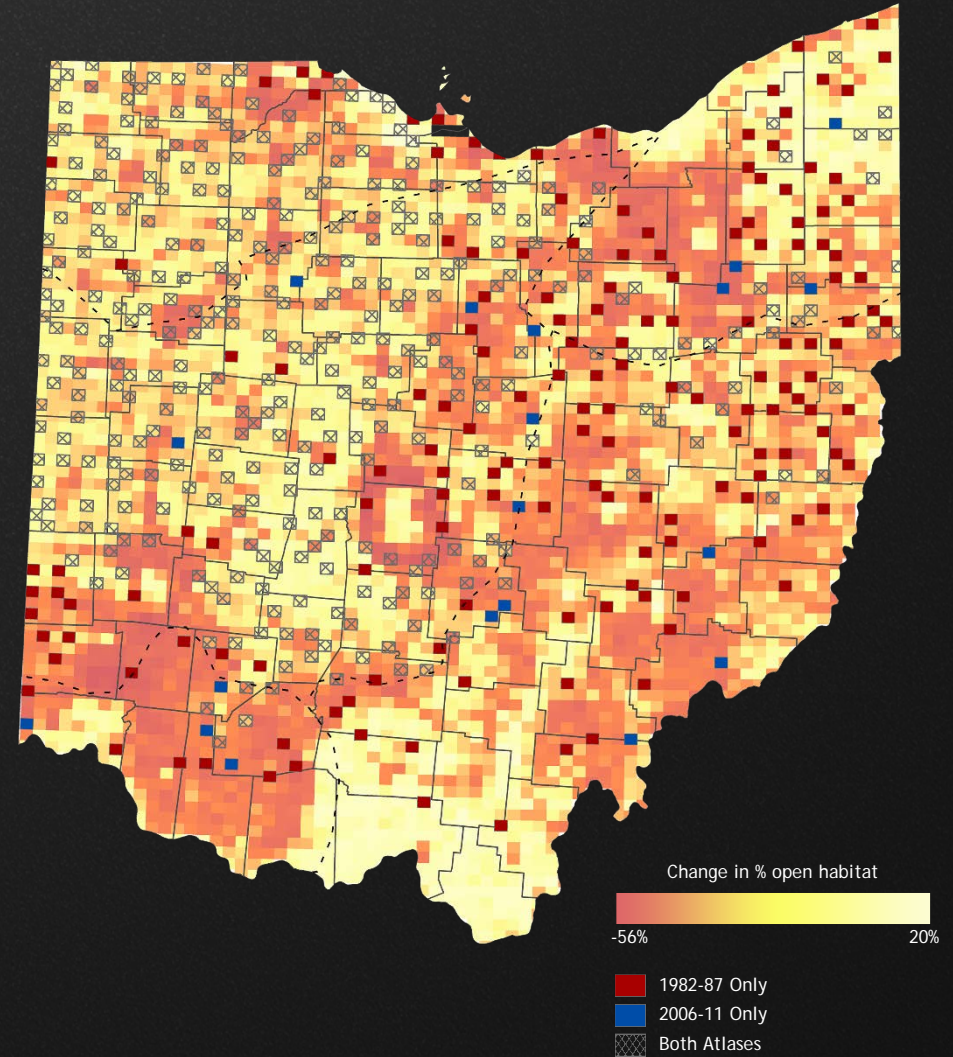 Change in % open habitat
-56% 20%
1982-87 Only
2006-11 Only
Both Atlases